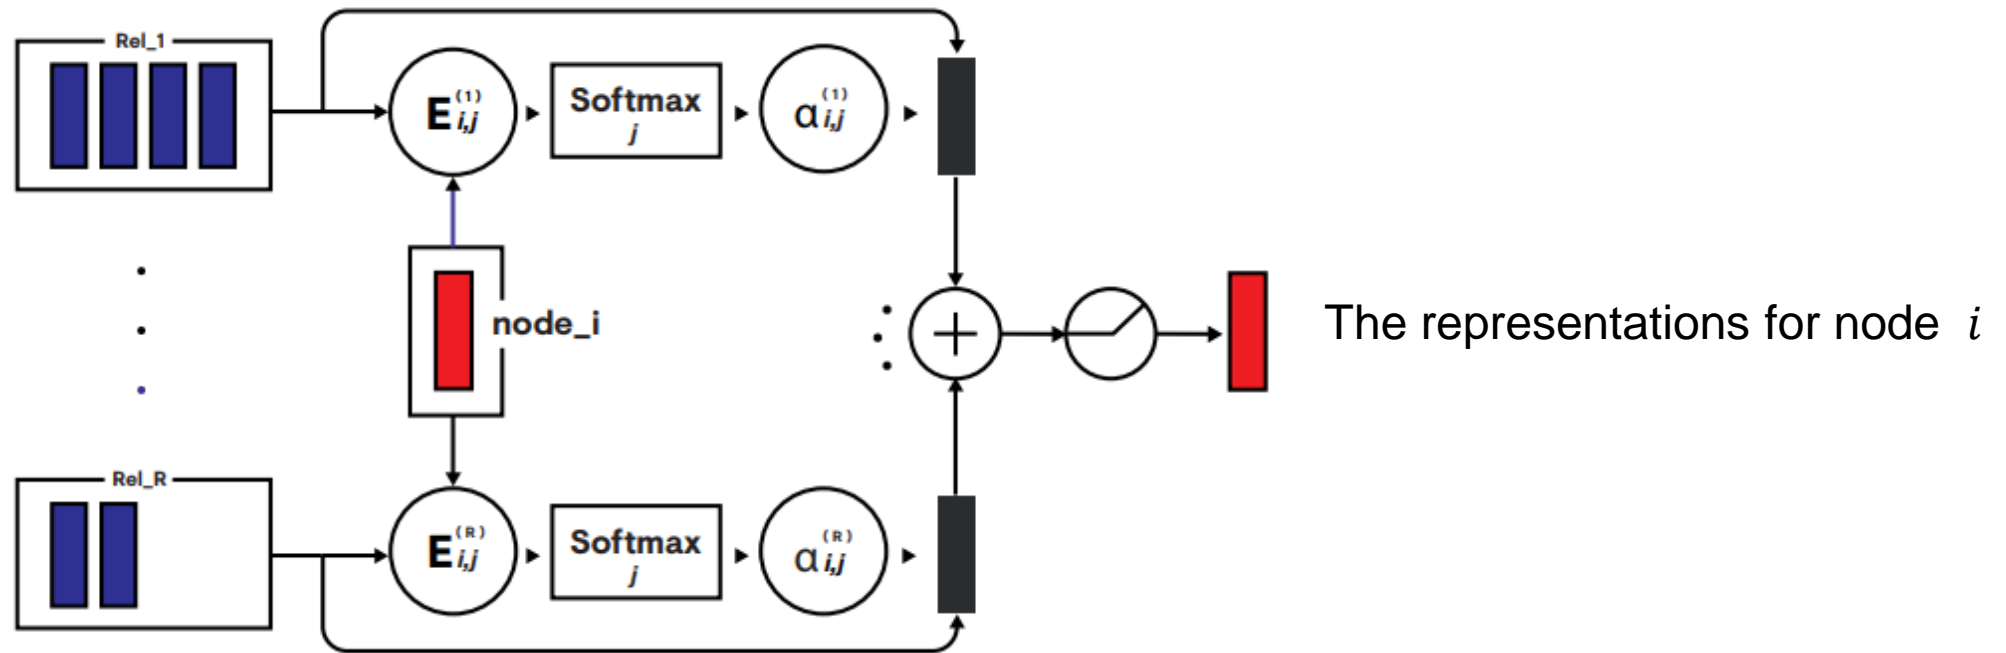 Rel_1
E i,j (1)
Softmax
j
α i,j (1)
node_i
+
The representations for node i
Rel_R
E i,j (R)
Softmax
j
α i,j (R)